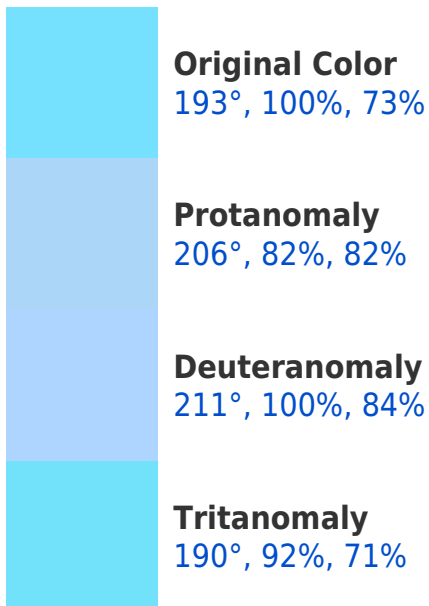 Original Color
193°, 100%, 73%
Protanomaly
206°, 82%, 82%
Deuteranomaly
211°, 100%, 84%
Tritanomaly
190°, 92%, 71%